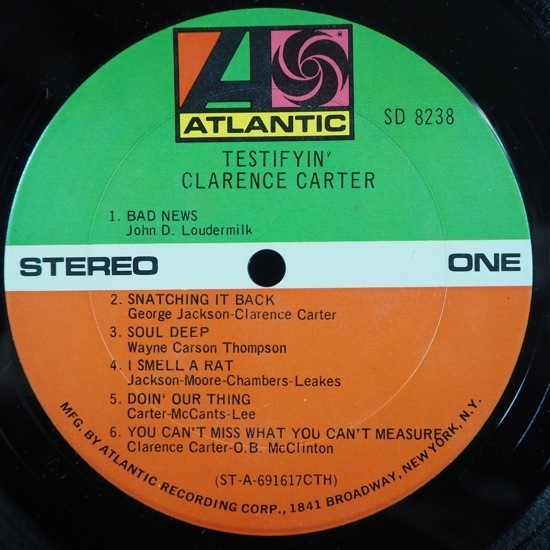 ATLANTIC
SD 8238
TESTIFYIN'
CLARENCE CARTER
1. BAD NEWS
John D. Loudermilk
STEREO
ONE
2. SNATCHING IT BACK
George Jackson-Clarence Carter
3. SOUL DEEP
Wayne Carson Thompson
4. I SMELL A RAT
Jackson-Moore-Chambers-Leakes
5. DOIN' OUR THING
Carter-McCants-Lee
6. YOU CAN'T MISS WHAT YOU CAN'T MEASURE
Clarence Carter-O.B. McClinton
(ST-A-691617CTH)
MFG. BY ATLANTIC RECORDING CORP., 1841 BROADWAY, NEW YORK, N.Y.